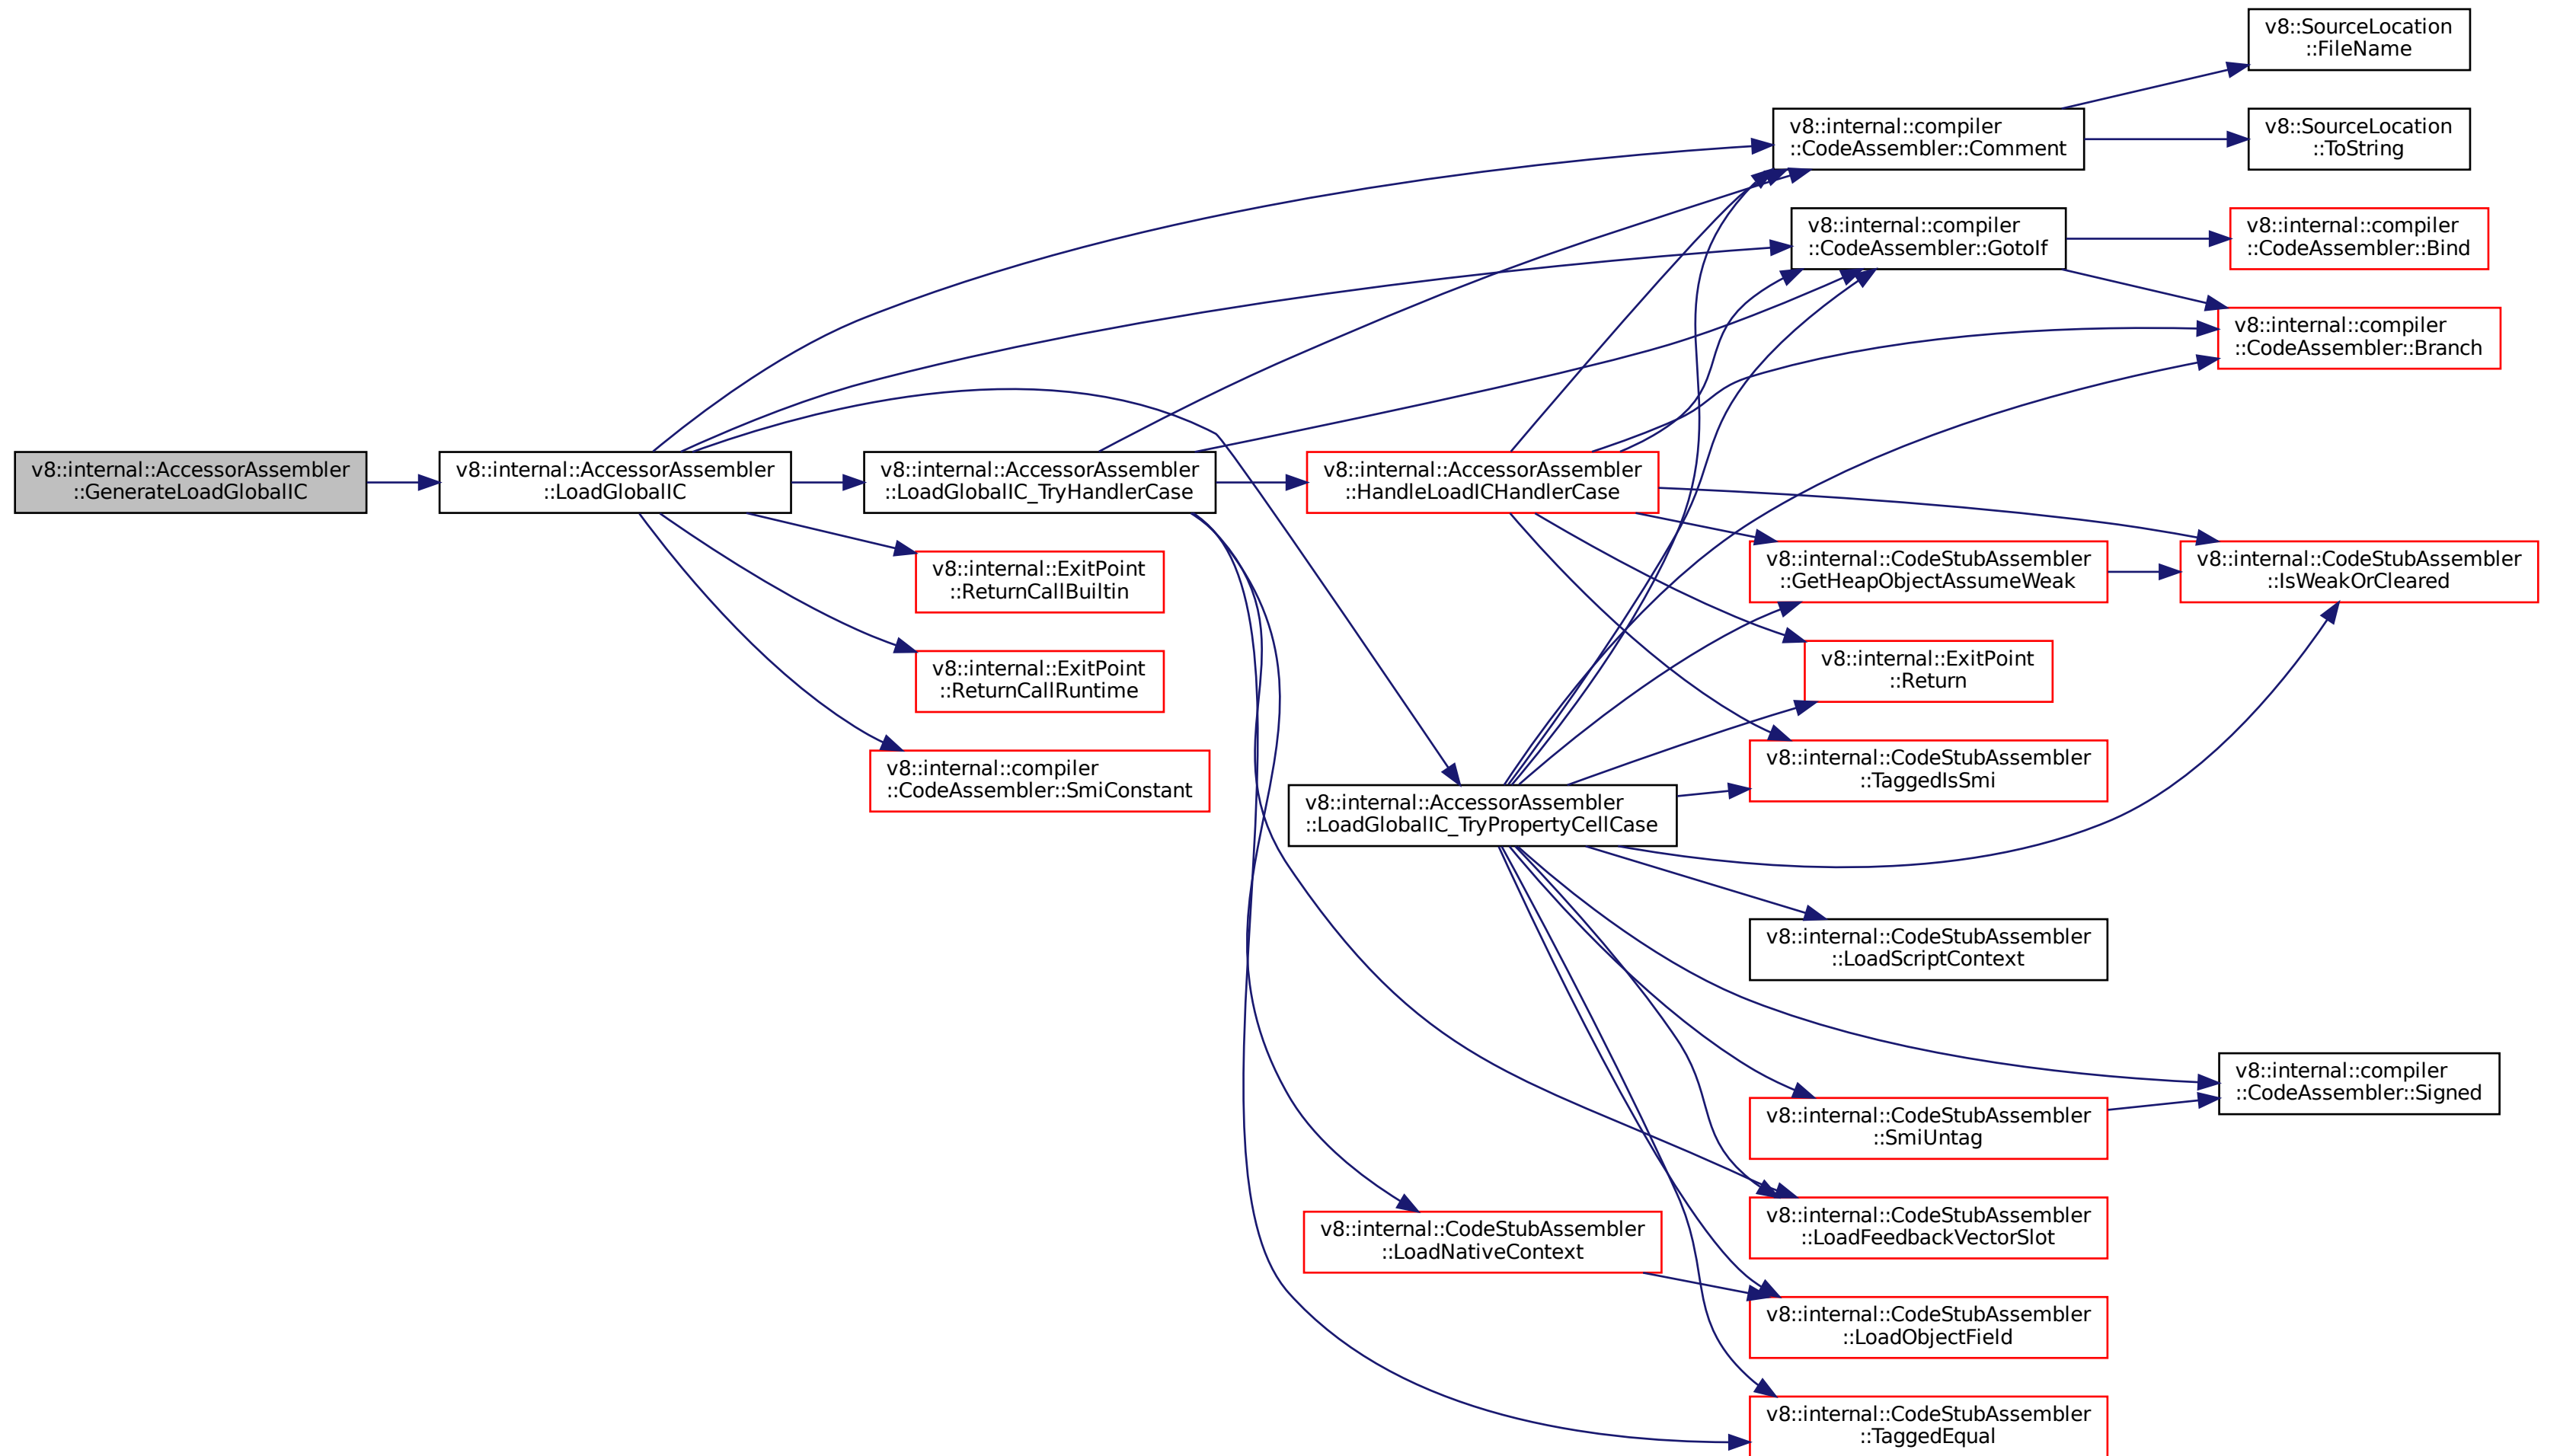 v8::SourceLocation
::FileName
v8::internal::compiler
::CodeAssembler::Comment
v8::SourceLocation
::ToString
v8::internal::compiler
::CodeAssembler::GotoIf
v8::internal::compiler
::CodeAssembler::Bind
v8::internal::compiler
::CodeAssembler::Branch
v8::internal::AccessorAssembler
::GenerateLoadGlobalIC
v8::internal::AccessorAssembler
::LoadGlobalIC
v8::internal::AccessorAssembler
::LoadGlobalIC_TryHandlerCase
v8::internal::AccessorAssembler
::HandleLoadICHandlerCase
v8::internal::ExitPoint
::ReturnCallBuiltin
v8::internal::CodeStubAssembler
::GetHeapObjectAssumeWeak
v8::internal::CodeStubAssembler
::IsWeakOrCleared
v8::internal::ExitPoint
::ReturnCallRuntime
v8::internal::ExitPoint
::Return
v8::internal::compiler
::CodeAssembler::SmiConstant
v8::internal::CodeStubAssembler
::TaggedIsSmi
v8::internal::AccessorAssembler
::LoadGlobalIC_TryPropertyCellCase
v8::internal::CodeStubAssembler
::LoadScriptContext
v8::internal::compiler
::CodeAssembler::Signed
v8::internal::CodeStubAssembler
::SmiUntag
v8::internal::CodeStubAssembler
::LoadFeedbackVectorSlot
v8::internal::CodeStubAssembler
::LoadNativeContext
v8::internal::CodeStubAssembler
::LoadObjectField
v8::internal::CodeStubAssembler
::TaggedEqual